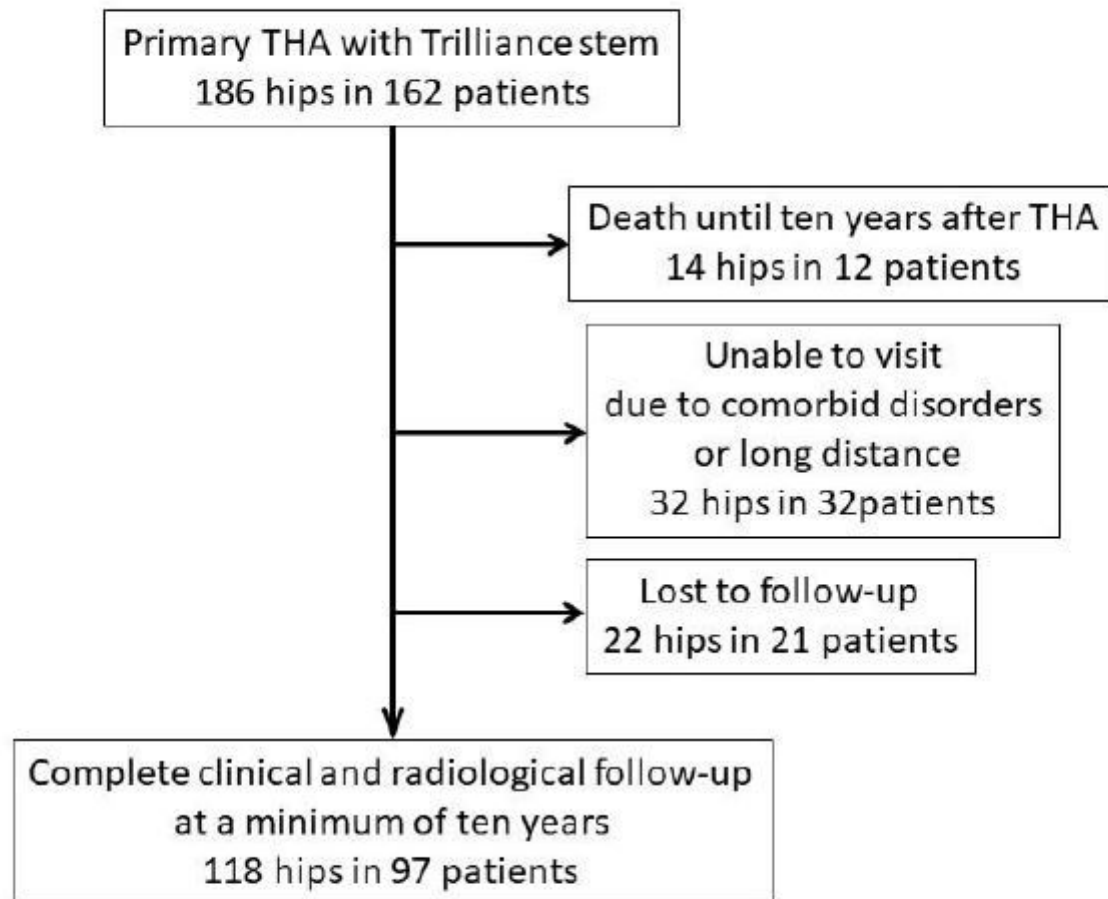 Primary THA with Trilliance stem
186 hips in 162 patients
Death until ten years after THA
14 hips in 12 patients
Unable to visit
due to comorbid disorders
or long distance
32 hips in 32patients
Lost to follow-up
22 hips in 21 patients
Complete clinical and radiological follow-up
at a minimum of ten years
118 hips in 97 patients